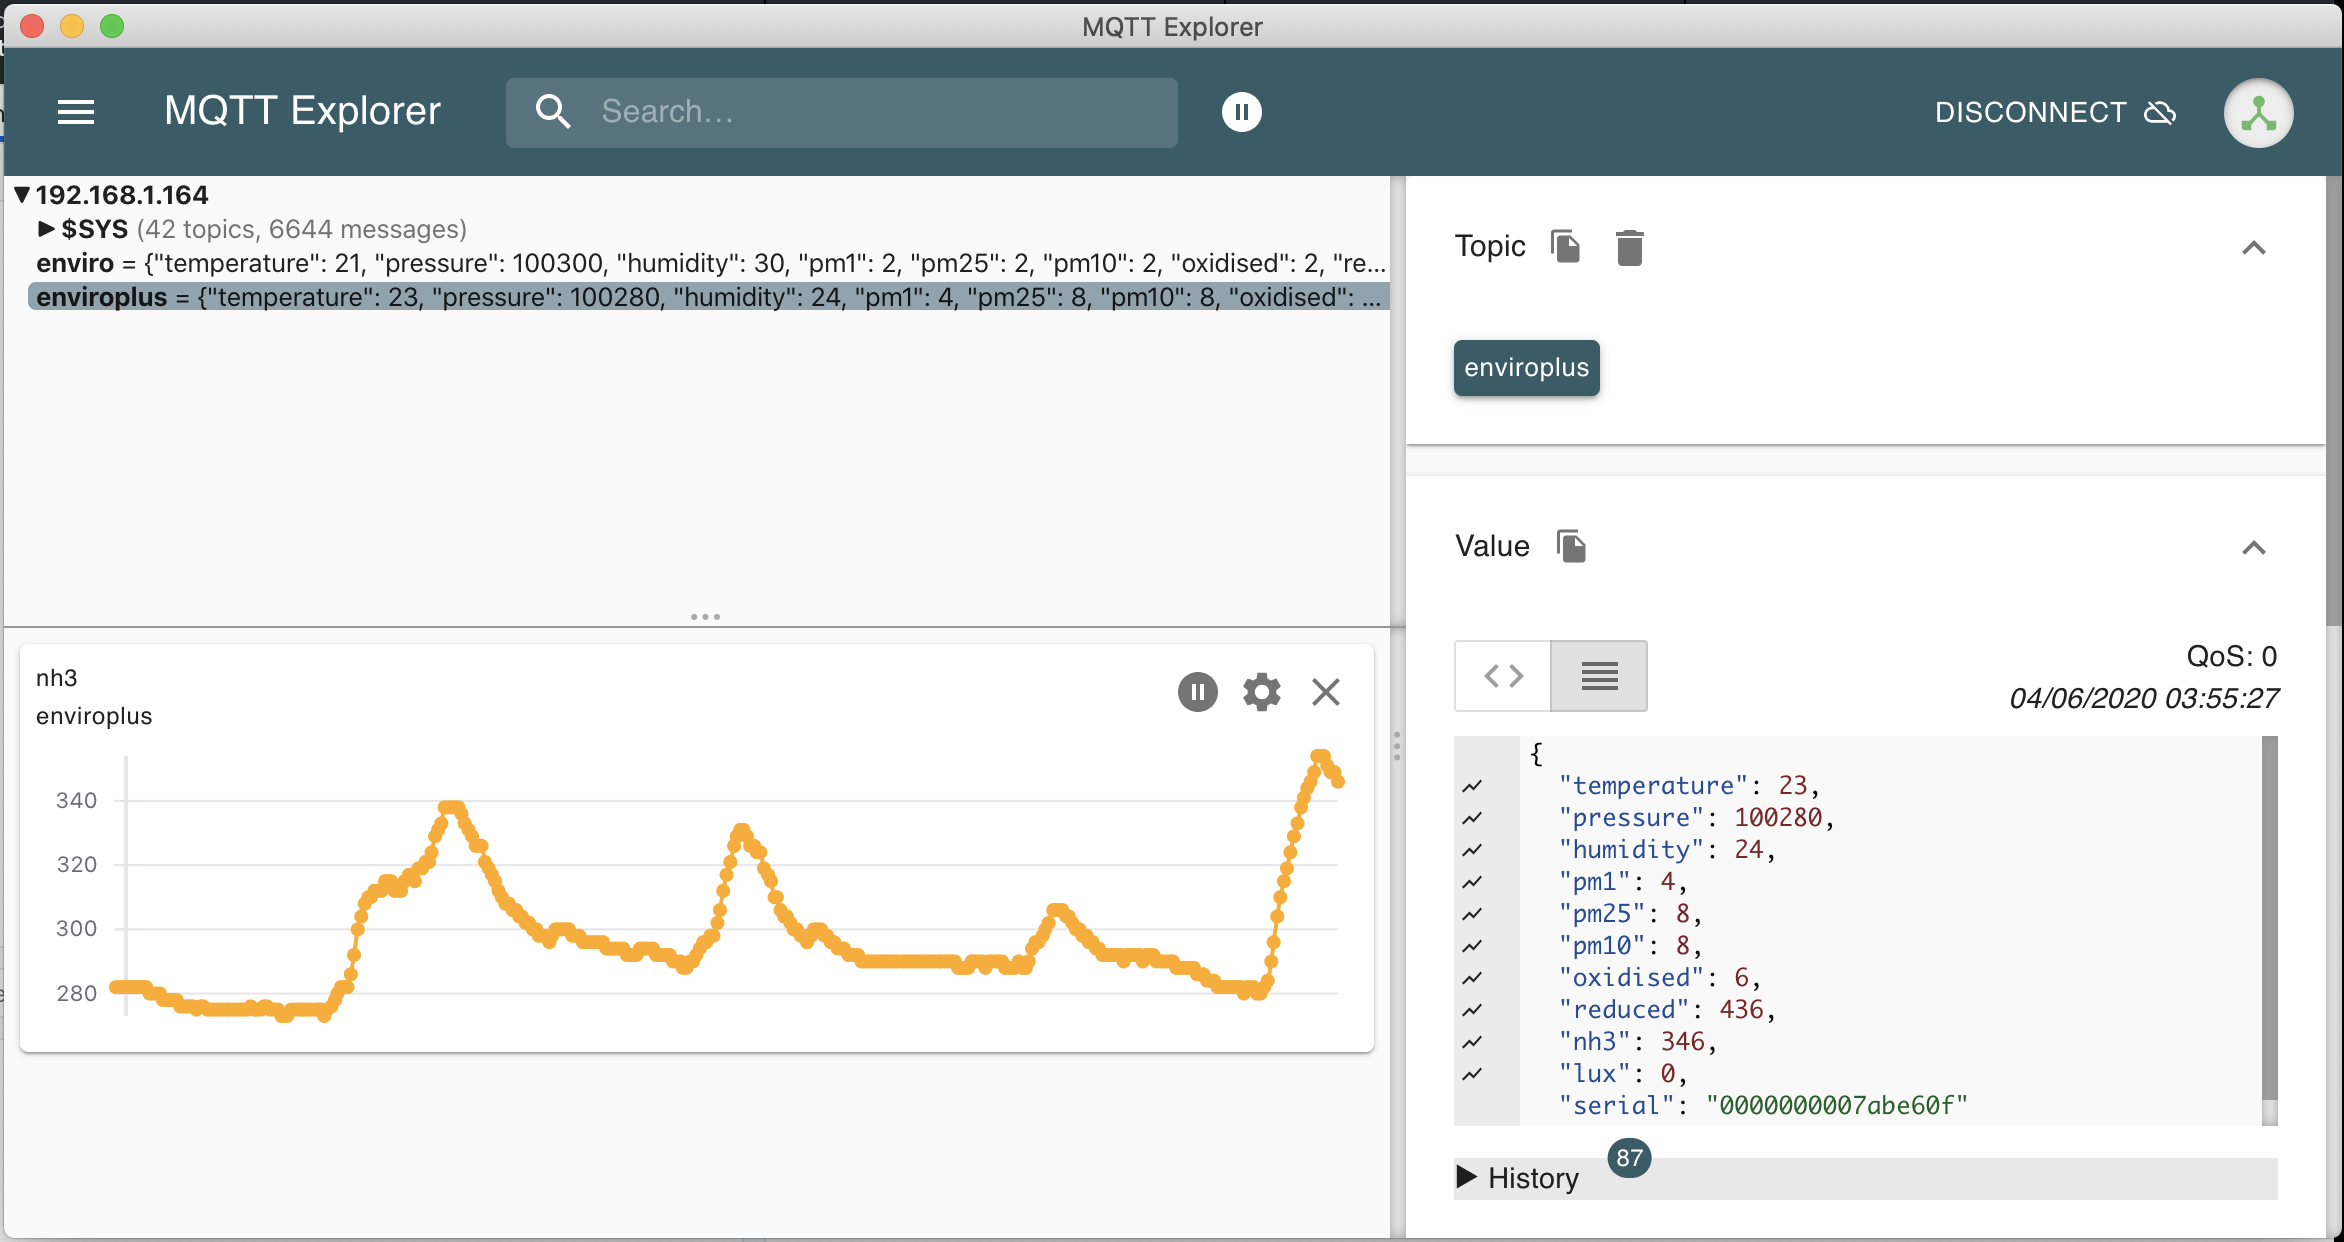 MQTT Explorer
MQTT Explorer
Search...
DISCONNECT
192.168.1.164
$SYS (42 topics, 6644 messages)
enviro = {"temperature": 21, "pressure": 100300, "humidity": 30, "pm1": 2, "pm25": 2, "pm10": 2, "oxidised": 2, "re...
enviroplus = {"temperature": 23, "pressure": 100280, "humidity": 24, "pm1": 4, "pm25": 8, "pm10": 8, "oxidised": ...
nh3
enviroplus
340
320
300
280
Topic
enviroplus
Value
QoS: 0
04/06/2020 03:55:27
{
"temperature": 23,
"pressure": 100280,
"humidity": 24,
"pm1": 4,
"pm25": 8,
"pm10": 8,
"oxidised": 6,
"reduced": 436,
"nh3": 346,
"lux": 0,
"serial": "0000000007abe60f"
History
87